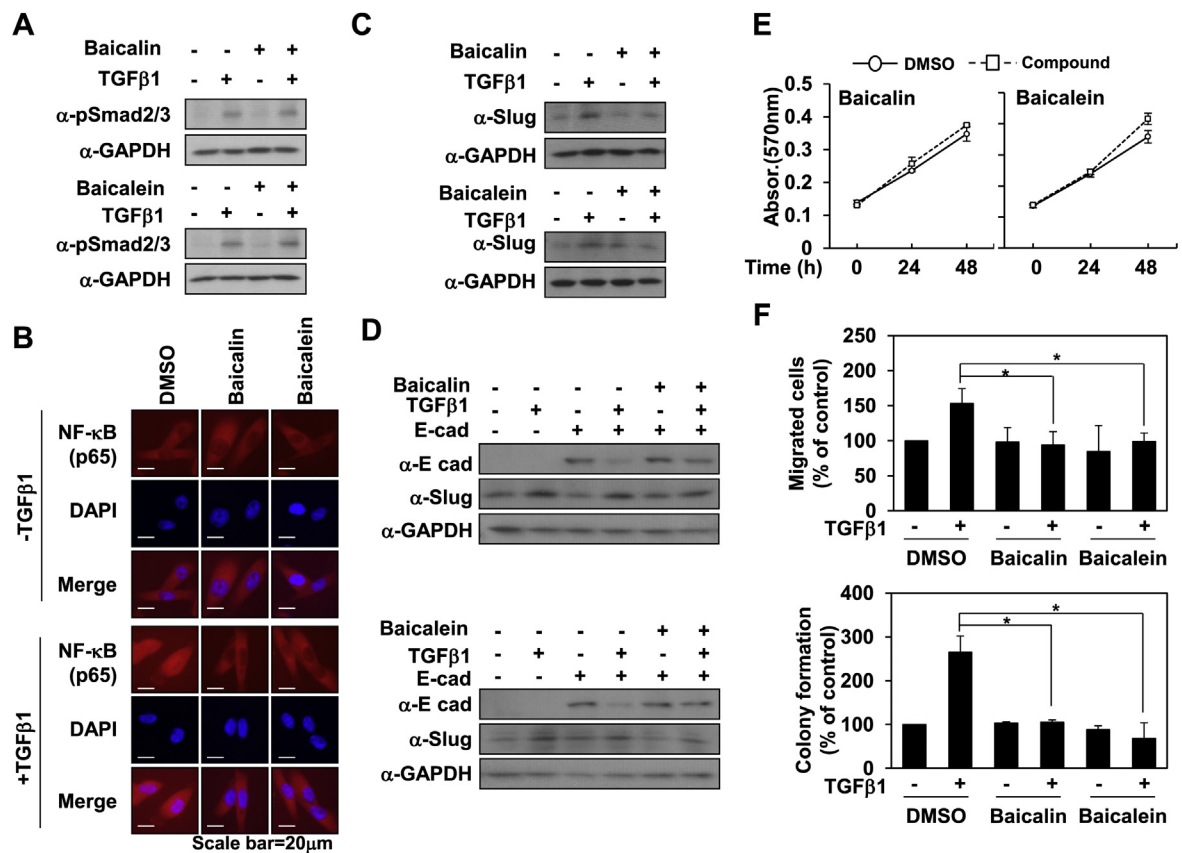 A
Baicalin - - + +
TGFβ1 - + - +
α-pSmad2/3
α-GAPDH
Baicalein - - + +
TGFβ1 - + - +
α-pSmad2/3
α-GAPDH
B
DMSO
Baicalin
Baicalein
-TGFβ1
NF-κB
(p65)
DAPI
Merge
+TGFβ1
NF-κB
(p65)
DAPI
Merge
Scale bar=20μm
C
Baicalin - - + +
TGFβ1 - + - +
α-Slug
α-GAPDH
Baicalein - - + +
TGFβ1 - + - +
α-Slug
α-GAPDH
D
Baicalin - - - - + +
TGFβ1 - + - + - +
E-cad - - + + + +
α-E cad
α-Slug
α-GAPDH
Baicalein - - - - + +
TGFβ1 - + - + - +
E-cad - - + + + +
α-E cad
α-Slug
α-GAPDH
E
DMSO
Compound
Baicalin
Baicalein
Absor.(570nm)
0.5
0.4
0.3
0.2
0.1
0
Time (h) 0 24 48 0 24 48
F
Migrated cells
(% of control)
250
200
150
100
50
0
* *
TGFβ1 - + - + - +
DMSO Baicalin Baicalein
Colony formation
(% of control)
400
300
200
100
0
* *
TGFβ1 - + - + - +
DMSO Baicalin Baicalein